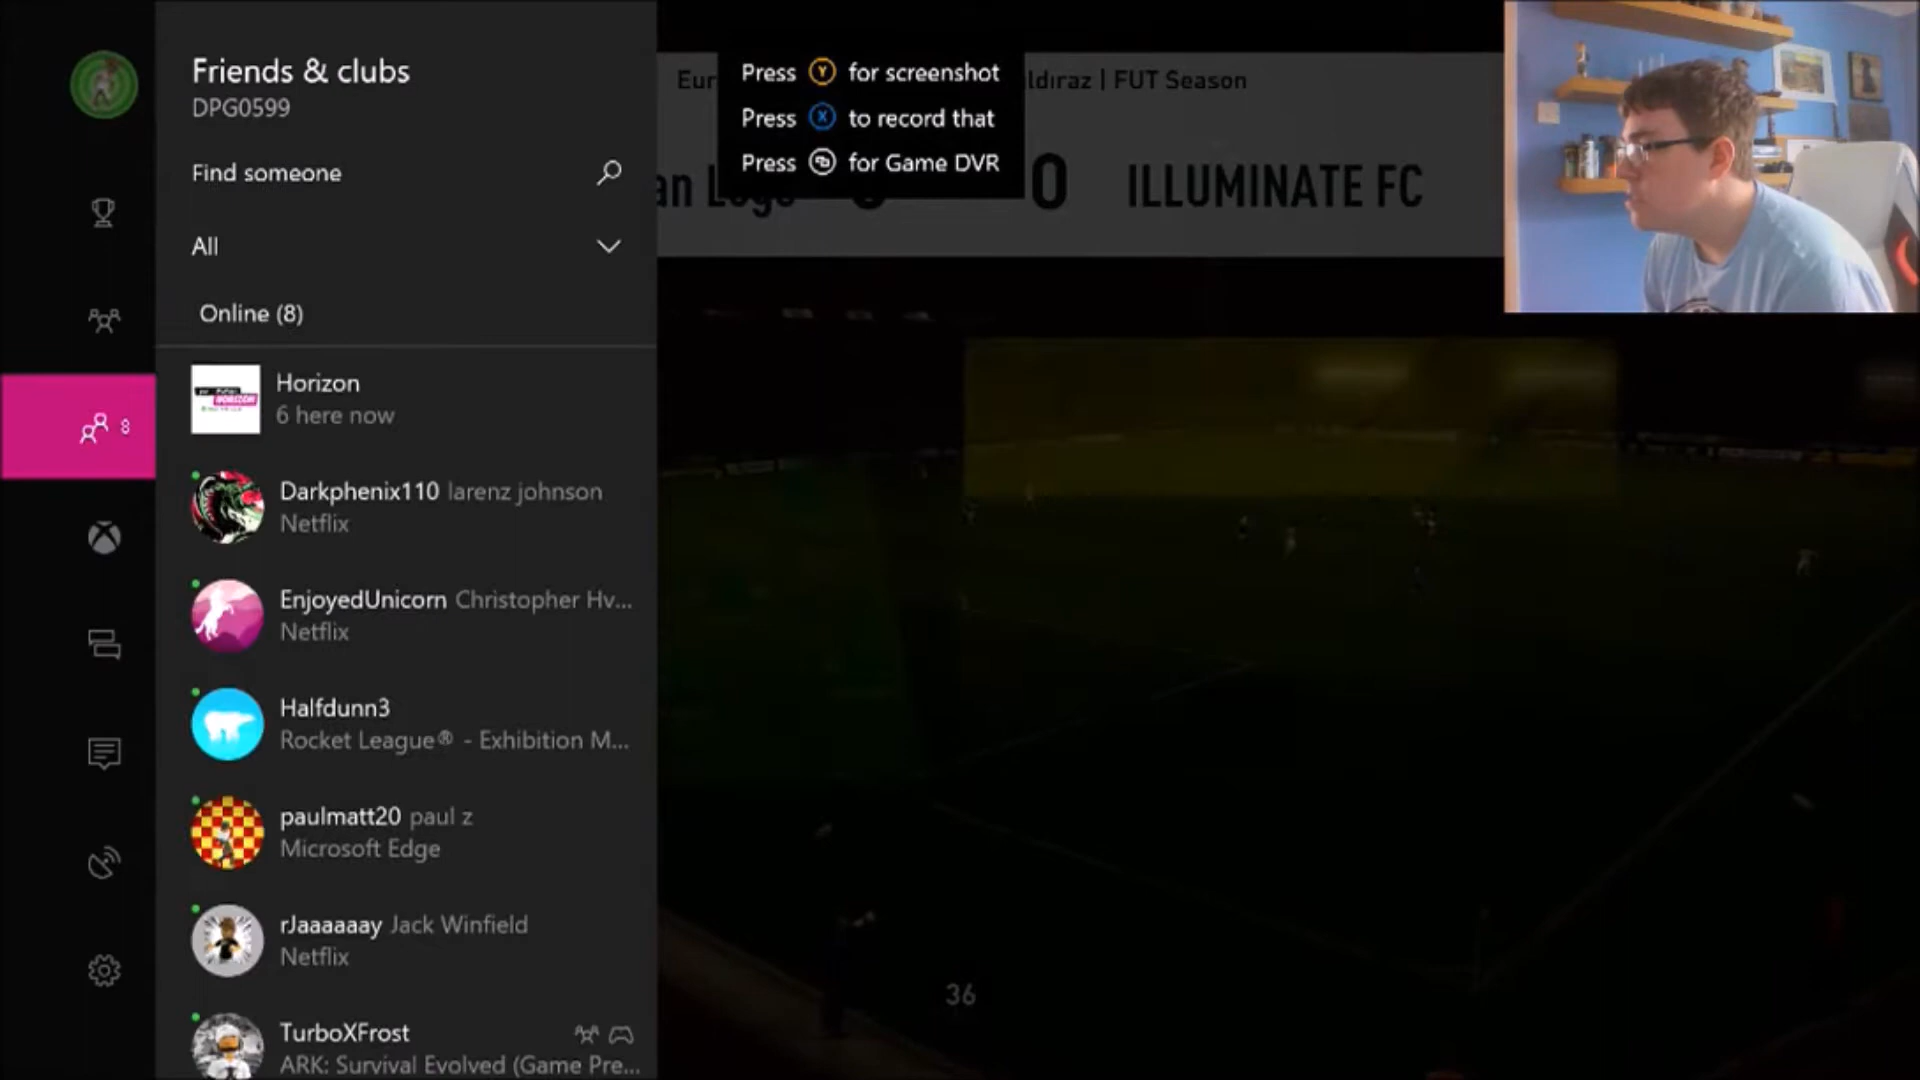 Friends & clubs
DPG0599
Find someone
All
Online (8)
Horizon
6 here now
Darkphenix110 larenz johnson
Netflix
EnjoyedUnicorn Christopher Hv...
Netflix
Halfdunn3
Rocket League® - Exhibition M...
paulmatt20 paul z
Microsoft Edge
rJaaaaaay Jack Winfield
Netflix
TurboXFrost
ARK: Survival Evolved (Game Pre...
8
Press Y for screenshot
Press X to record that
Press for Game DVR
| FUT Season
0 ILLUMINATE FC
36